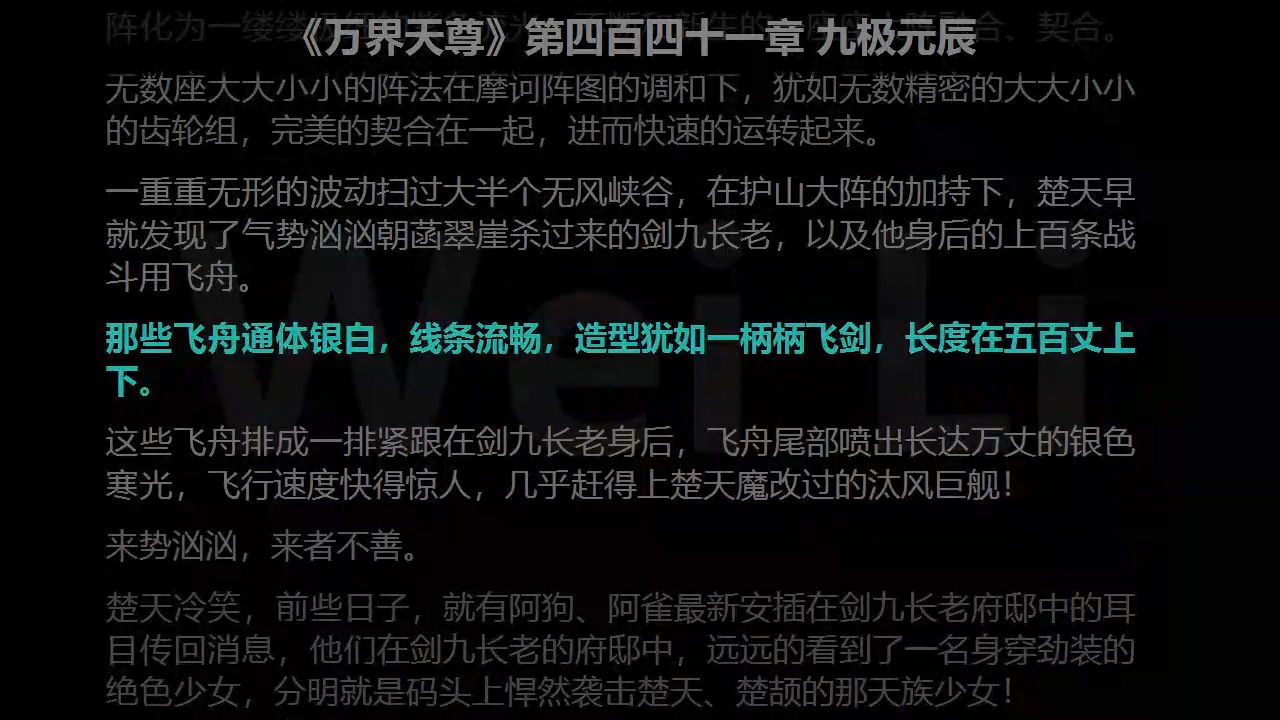 《万界天尊》第四百四十一章 九极元辰
阵化为一缕缕
融合、契合。
无数座大大小小的阵法在摩诃阵图的调和下，犹如无数精密的大大小小
的齿轮组，完美的契合在一起，进而快速的运转起来。
一重重无形的波动扫过大半个无风峡谷，在护山大阵的加持下，楚天早
就发现了气势汹汹朝菡翠崖杀过来的剑九长老，以及他身后的上百条战
斗用飞舟。
那些飞舟通体银白，线条流畅，造型犹如一柄柄飞剑，长度在五百丈上
下。
这些飞舟排成一排紧跟在剑九长老身后，飞舟尾部喷出长达万丈的银色
寒光，飞行速度快得惊人，几乎赶得上楚天魔改过的汰风巨舰！
来势汹汹，来者不善。
楚天冷笑，前些日子，就有阿狗、阿雀最新安插在剑九长老府邸中的耳
目传回消息，他们在剑九长老的府邸中，远远的看到了一名身穿劲装的
绝色少女，分明就是码头上悍然袭击楚天、楚颉的那天族少女！
Wei Li